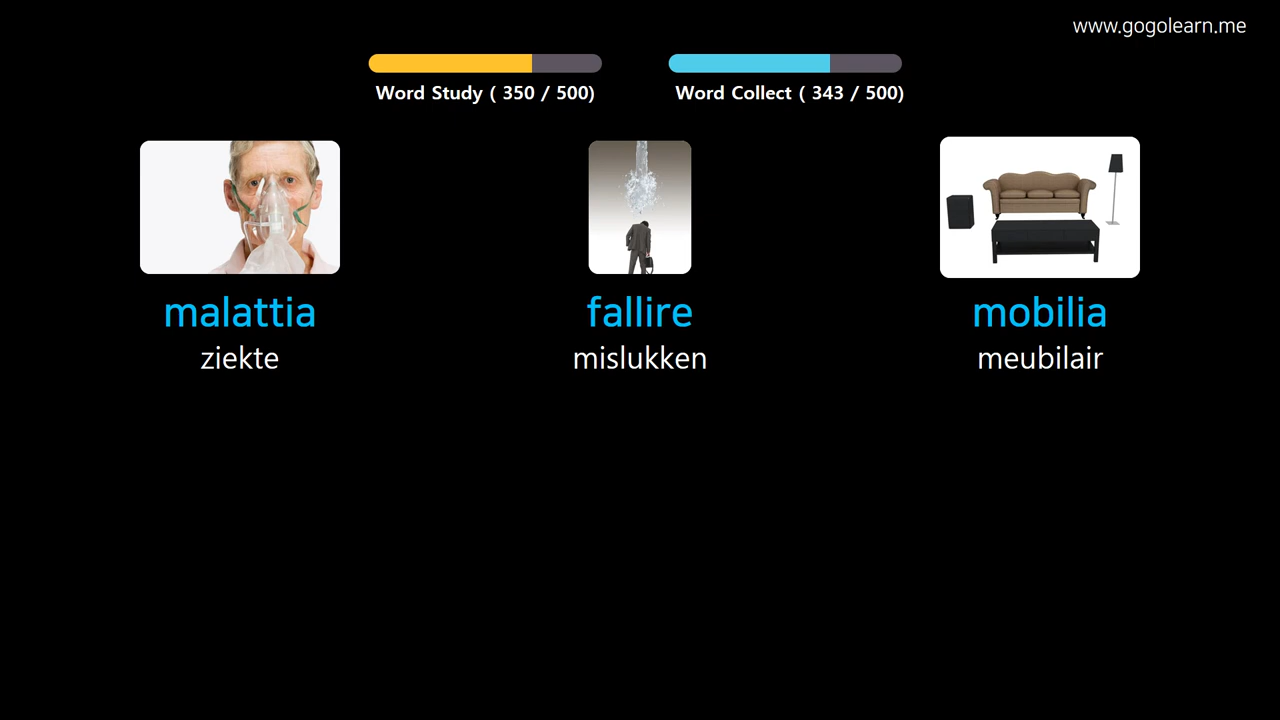 www.gogolearn.me
Word Study ( 350 / 500)
Word Collect ( 343 / 500)
malattia
ziekte
fallire
mislukken
mobilia
meubilair